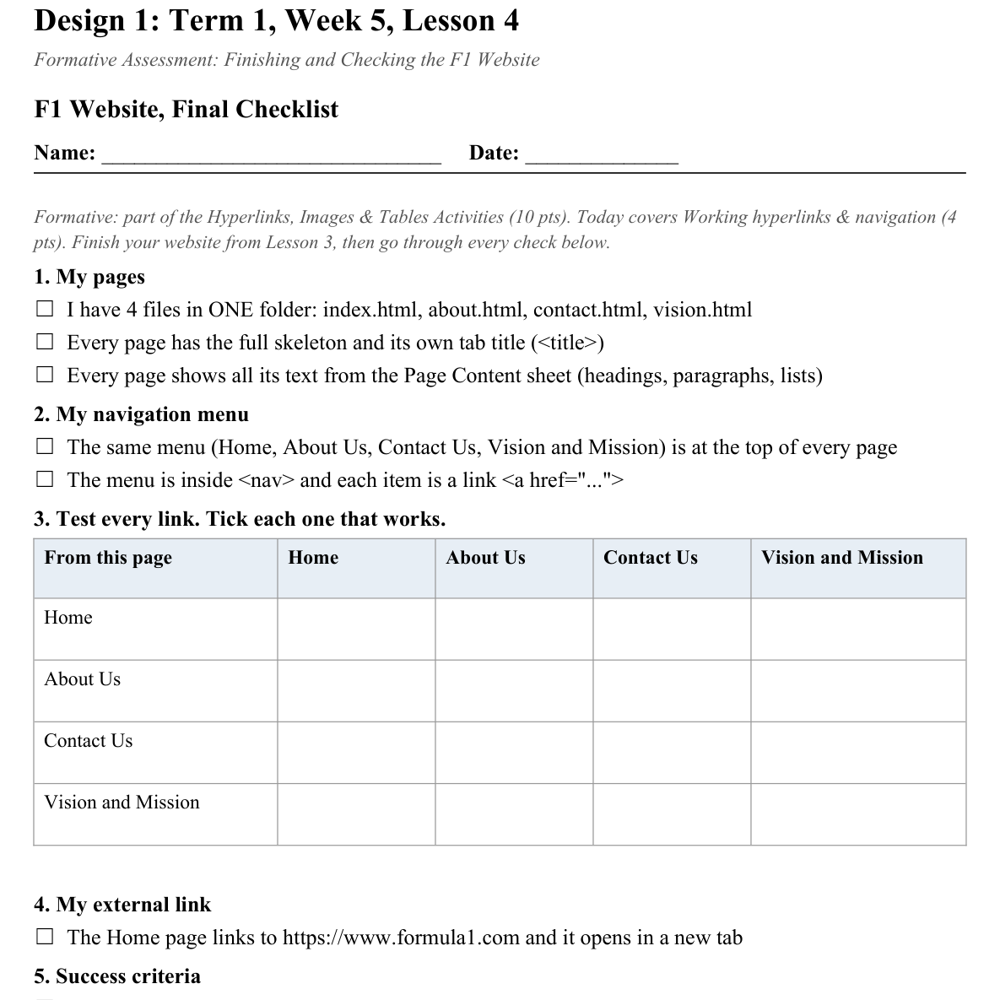 Design 1: Term 1, Week 5, Lesson 4
Formative Assessment: Finishing and Checking the F1 Website
F1 Website, Final Checklist
Name: _______________________________ Date: ______________
Formative: part of the Hyperlinks, Images & Tables Activities (10 pts). Today covers Working hyperlinks & navigation (4
pts). Finish your website from Lesson 3, then go through every check below.
1. My pages
☐ I have 4 files in ONE folder: index.html, about.html, contact.html, vision.html
☐ Every page has the full skeleton and its own tab title (<title>)
☐ Every page shows all its text from the Page Content sheet (headings, paragraphs, lists)
2. My navigation menu
☐ The same menu (Home, About Us, Contact Us, Vision and Mission) is at the top of every page
☐ The menu is inside <nav> and each item is a link <a href="...">
3. Test every link. Tick each one that works.
From this page Home About Us Contact Us Vision and Mission
Home
About Us
Contact Us
Vision and Mission
4. My external link
☐ The Home page links to https://www.formula1.com and it opens in a new tab
5. Success criteria